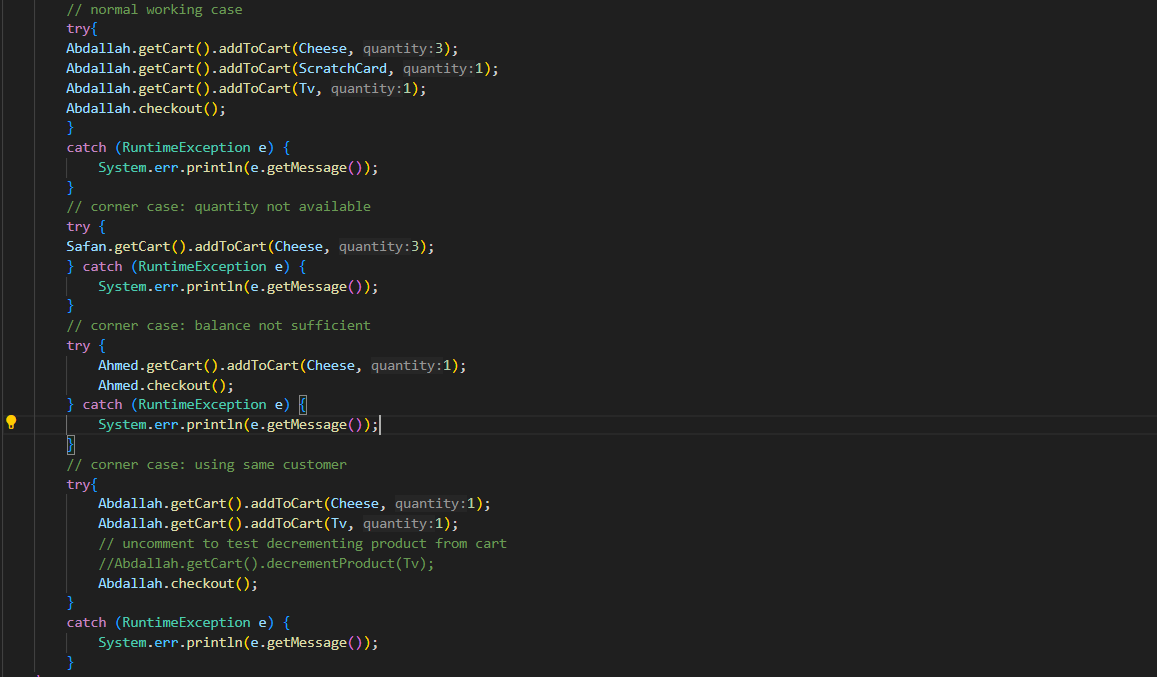 // normal working case
try{
Abdallah.getCart().addToCart(Cheese, quantity:3);
Abdallah.getCart().addToCart(ScratchCard, quantity:1);
Abdallah.getCart().addToCart(Tv, quantity:1);
Abdallah.checkout();
}
catch (RuntimeException e) {
    System.err.println(e.getMessage());
}
// corner case: quantity not available
try {
Safan.getCart().addToCart(Cheese, quantity:3);
} catch (RuntimeException e) {
    System.err.println(e.getMessage());
}
// corner case: balance not sufficient
try {
    Ahmed.getCart().addToCart(Cheese, quantity:1);
    Ahmed.checkout();
} catch (RuntimeException e) {
    System.err.println(e.getMessage());
}
// corner case: using same customer
try{
    Abdallah.getCart().addToCart(Cheese, quantity:1);
    Abdallah.getCart().addToCart(Tv, quantity:1);
    // uncomment to test decrementing product from cart
    //Abdallah.getCart().decrementProduct(Tv);
    Abdallah.checkout();
}
catch (RuntimeException e) {
    System.err.println(e.getMessage());
}